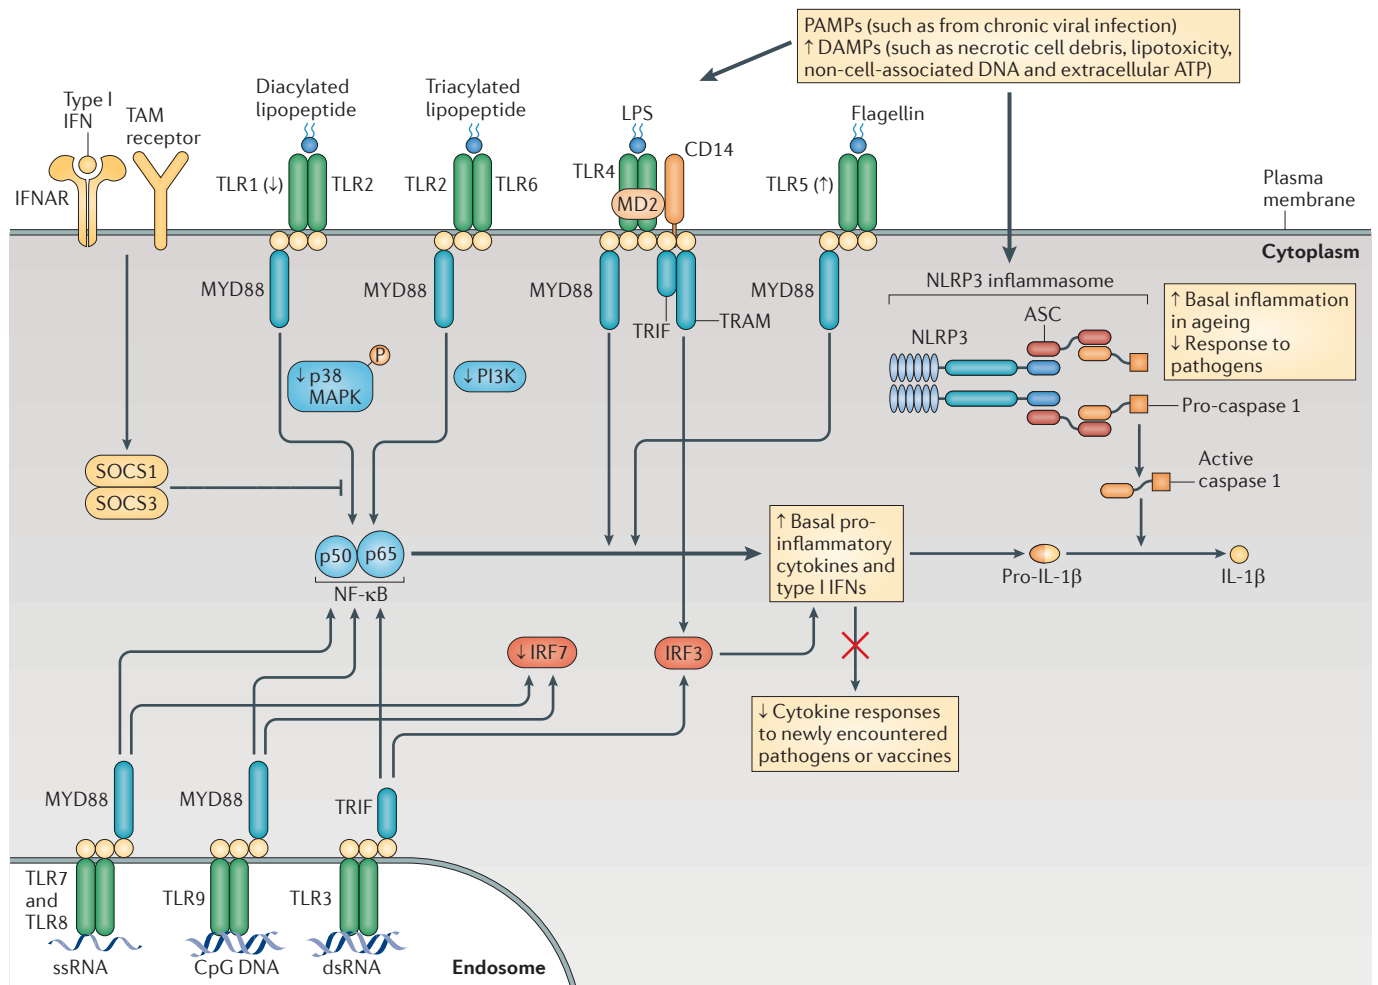 PAMPs (such as from chronic viral infection)
↑ DAMPs (such as necrotic cell debris, lipotoxicity,
non-cell-associated DNA and extracellular ATP)
Type I
IFN
TAM
receptor
IFNAR
Diacylated
lipopeptide
TLR1 (↓)
TLR2
Triacylated
lipopeptide
TLR2
TLR6
LPS
CD14
TLR4
MD2
Flagellin
TLR5 (↑)
Plasma
membrane
Cytoplasm
MYD88
MYD88
MYD88
TRIF
TRAM
MYD88
NLRP3 inflammasome
NLRP3
ASC
↑ Basal inflammation
in ageing
↓ Response to
pathogens
Pro-caspase 1
Active
caspase 1
↓ p38
MAPK
P
↓ PI3K
SOCS1
SOCS3
p50
p65
NF-κB
↑ Basal pro-
inflammatory
cytokines and
type I IFNs
Pro-IL-1β
IL-1β
↓ IRF7
IRF3
↓ Cytokine responses
to newly encountered
pathogens or vaccines
MYD88
MYD88
TRIF
TLR7
and
TLR8
TLR9
TLR3
ssRNA
CpG DNA
dsRNA
Endosome